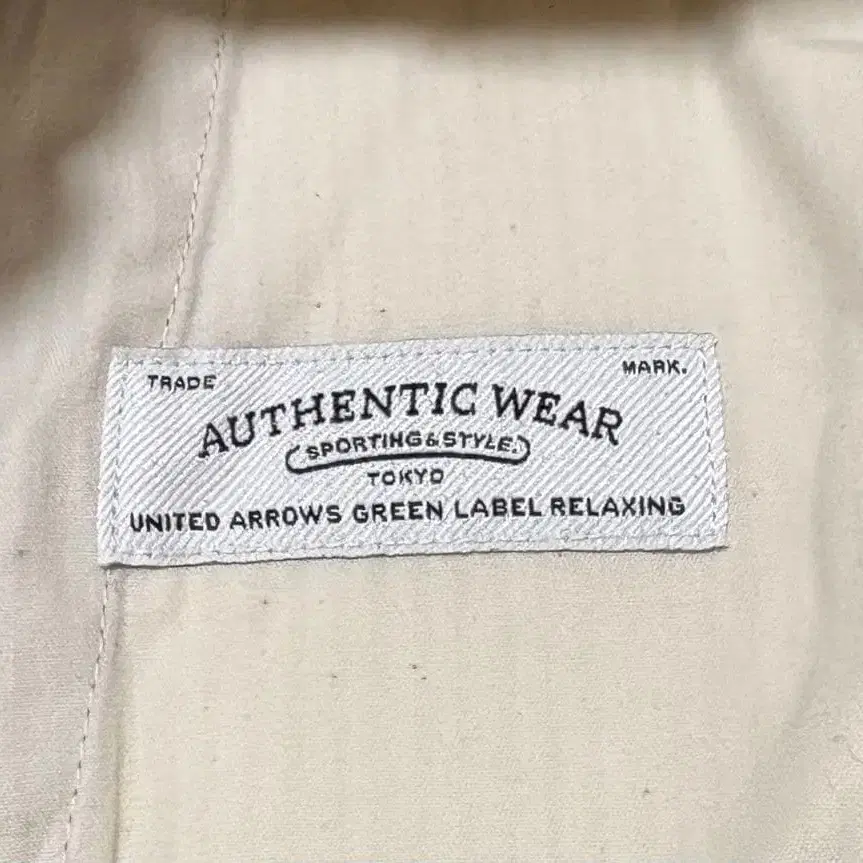 TRADE MARK.
AUTHENTIC WEAR
SPORTING & STYLE.
TOKYO
UNITED ARROWS GREEN LABEL RELAXING